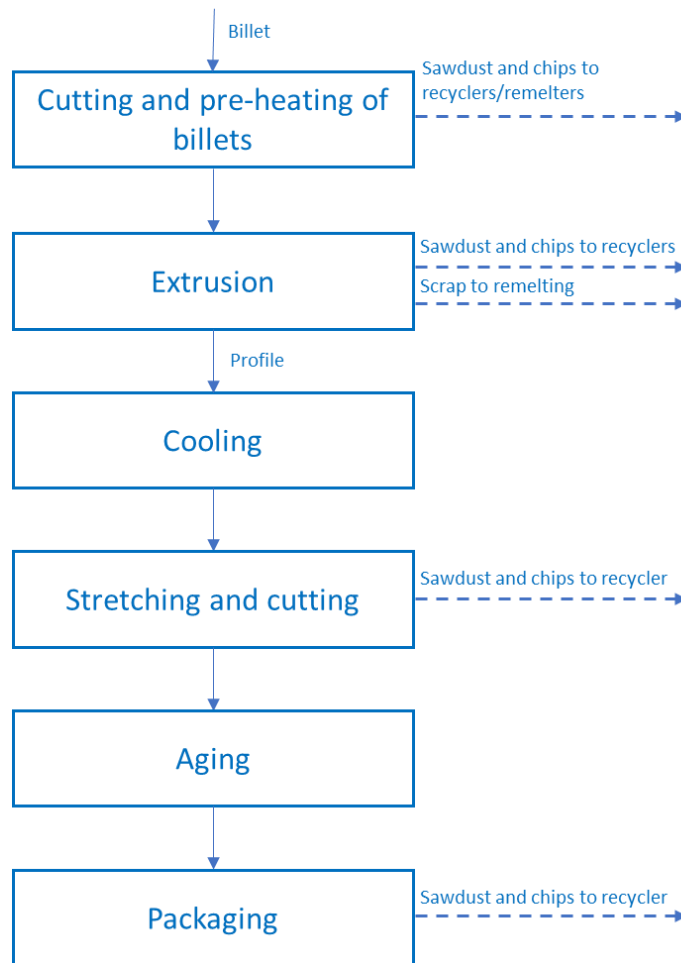 Billet
Cutting and pre-heating of
billets
Sawdust and chips to
recyclers/remelters
Extrusion
Sawdust and chips to recyclers
Scrap to remelting
Profile
Cooling
Stretching and cutting
Sawdust and chips to recycler
Aging
Packaging
Sawdust and chips to recycler